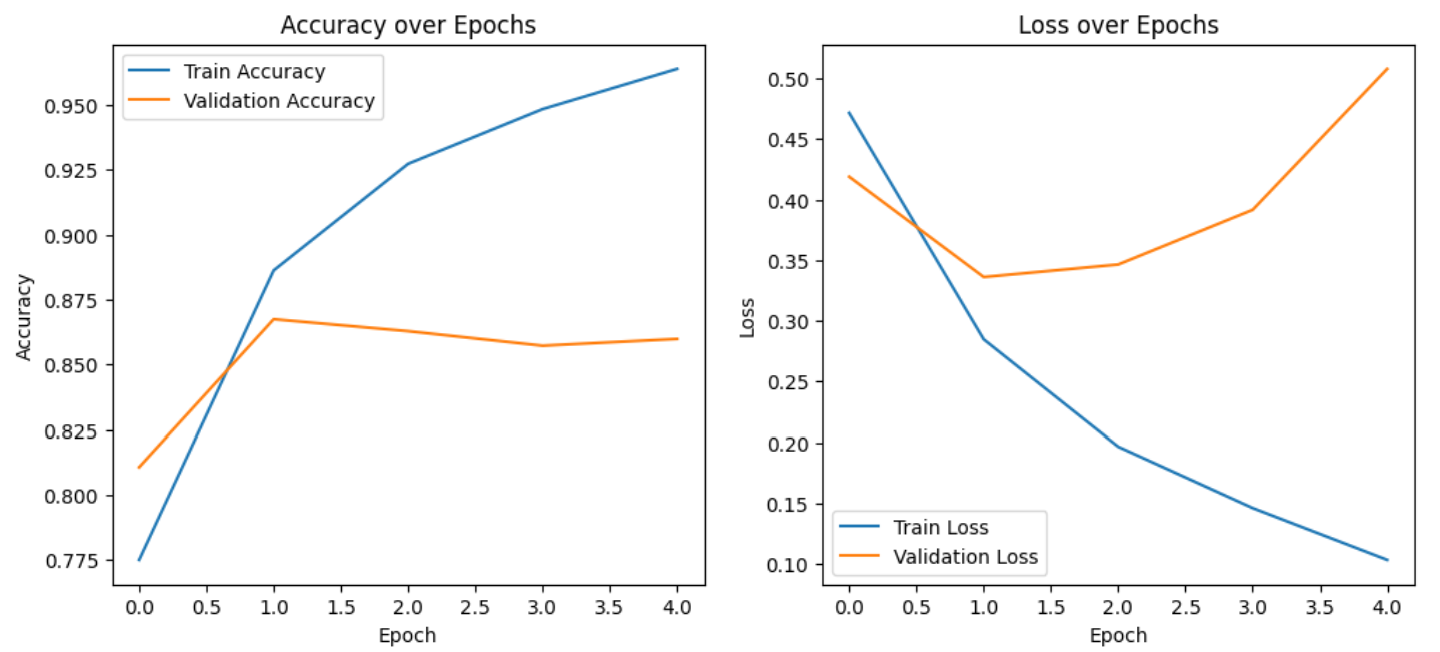 Accuracy over Epochs
Train Accuracy
Validation Accuracy
0.950
0.925
0.900
0.875
0.850
0.825
0.800
0.775
Accuracy
0.0 0.5 1.0 1.5 2.0 2.5 3.0 3.5 4.0
Epoch
Loss over Epochs
0.50
0.45
0.40
0.35
0.30
0.25
0.20
0.15
0.10
Loss
Train Loss
Validation Loss
0.0 0.5 1.0 1.5 2.0 2.5 3.0 3.5 4.0
Epoch